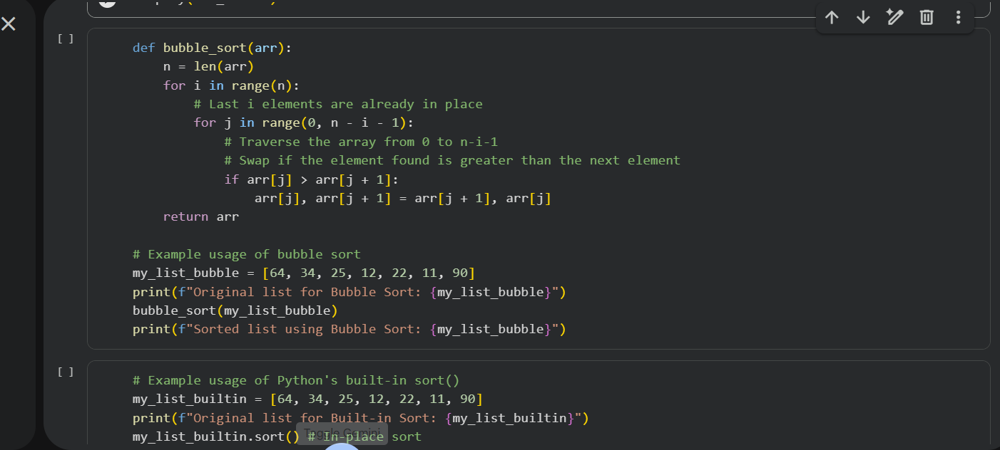 [ ]
def bubble_sort(arr):
    n = len(arr)
    for i in range(n):
        # Last i elements are already in place
        for j in range(0, n - i - 1):
            # Traverse the array from 0 to n-i-1
            # Swap if the element found is greater than the next element
            if arr[j] > arr[j + 1]:
                arr[j], arr[j + 1] = arr[j + 1], arr[j]
    return arr

# Example usage of bubble sort
my_list_bubble = [64, 34, 25, 12, 22, 11, 90]
print(f"Original list for Bubble Sort: {my_list_bubble}")
bubble_sort(my_list_bubble)
print(f"Sorted list using Bubble Sort: {my_list_bubble}")
[ ]
# Example usage of Python's built-in sort()
my_list_builtin = [64, 34, 25, 12, 22, 11, 90]
print(f"Original list for Built-in Sort: {my_list_builtin}")
my_list_builtin.sort() # In-place sort
Toggle Gemini